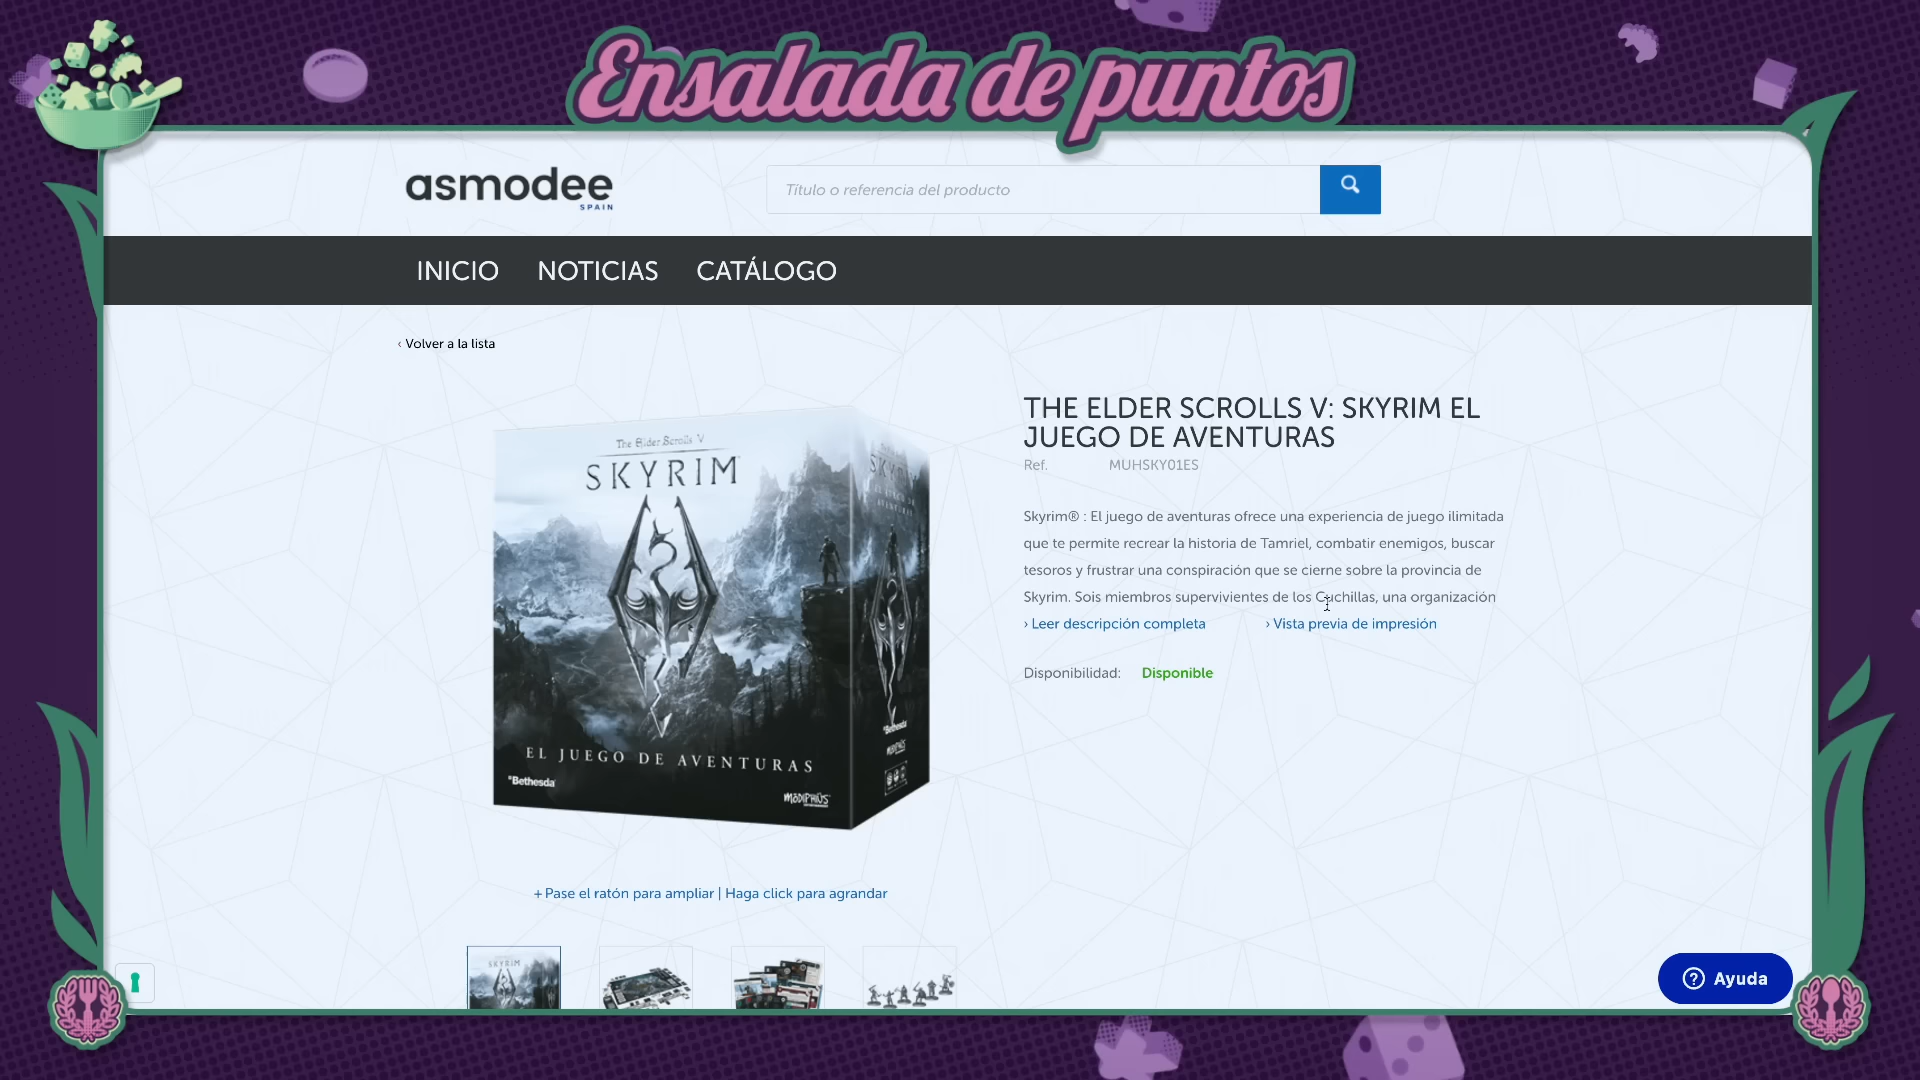 Ensalada de puntos
asmodee
SPAIN
Título o referencia del producto
INICIO NOTICIAS CATÁLOGO
‹ Volver a la lista
The Elder Scrolls V
SKYRIM
EL JUEGO DE AVENTURAS
Bethesda
MODIPHIUS
THE ELDER SCROLLS V: SKYRIM EL
JUEGO DE AVENTURAS
Ref. MUHSKY01ES
Skyrim® : El juego de aventuras ofrece una experiencia de juego ilimitada
que te permite recrear la historia de Tamriel, combatir enemigos, buscar
tesoros y frustrar una conspiración que se cierne sobre la provincia de
Skyrim. Sois miembros supervivientes de los Cuchillas, una organización
› Leer descripción completa › Vista previa de impresión
Disponibilidad: Disponible
+ Pase el ratón para ampliar | Haga click para agrandar
SKYRIM
Ayuda